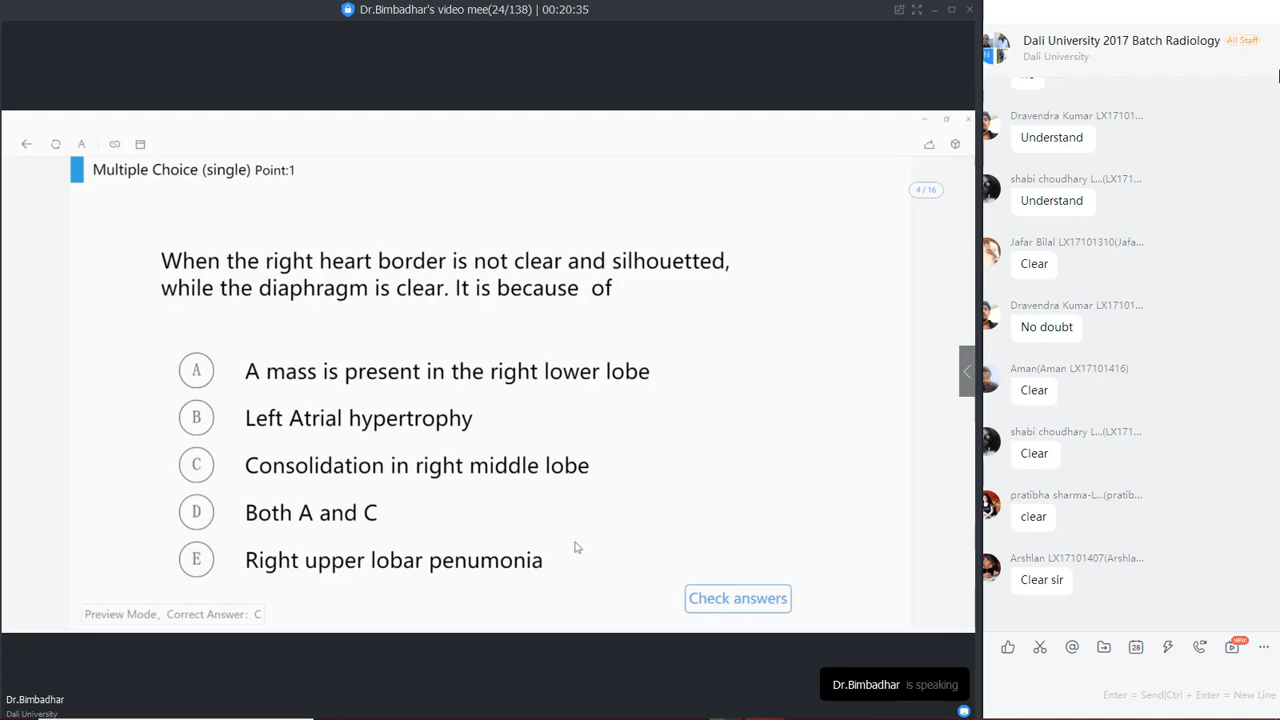 Dr.Bimbadhar's video mee(24/138) | 00:20:35
Multiple Choice (single) Point:1
4 / 16
When the right heart border is not clear and silhouetted,
while the diaphragm is clear. It is because of
A A mass is present in the right lower lobe
B Left Atrial hypertrophy
C Consolidation in right middle lobe
D Both A and C
E Right upper lobar penumonia
Check answers
Preview Mode, Correct Answer: C
Dr.Bimbadhar is speaking
Dr.Bimbadhar
Dali University
Dali University 2017 Batch Radiology All Staff
Dali University
Dravendra Kumar LX17101...
Understand
shabi choudhary L...(LX171...
Understand
Jafar Bilal LX17101310(Jafa...
Clear
Dravendra Kumar LX17101...
No doubt
Aman(Aman LX17101416)
Clear
shabi choudhary L...(LX171...
Clear
pratibha sharma-L...(pratib...
clear
Arshlan LX17101407(Arshla...
Clear sir
28
NEW
Enter = Send|Ctrl + Enter = New Line